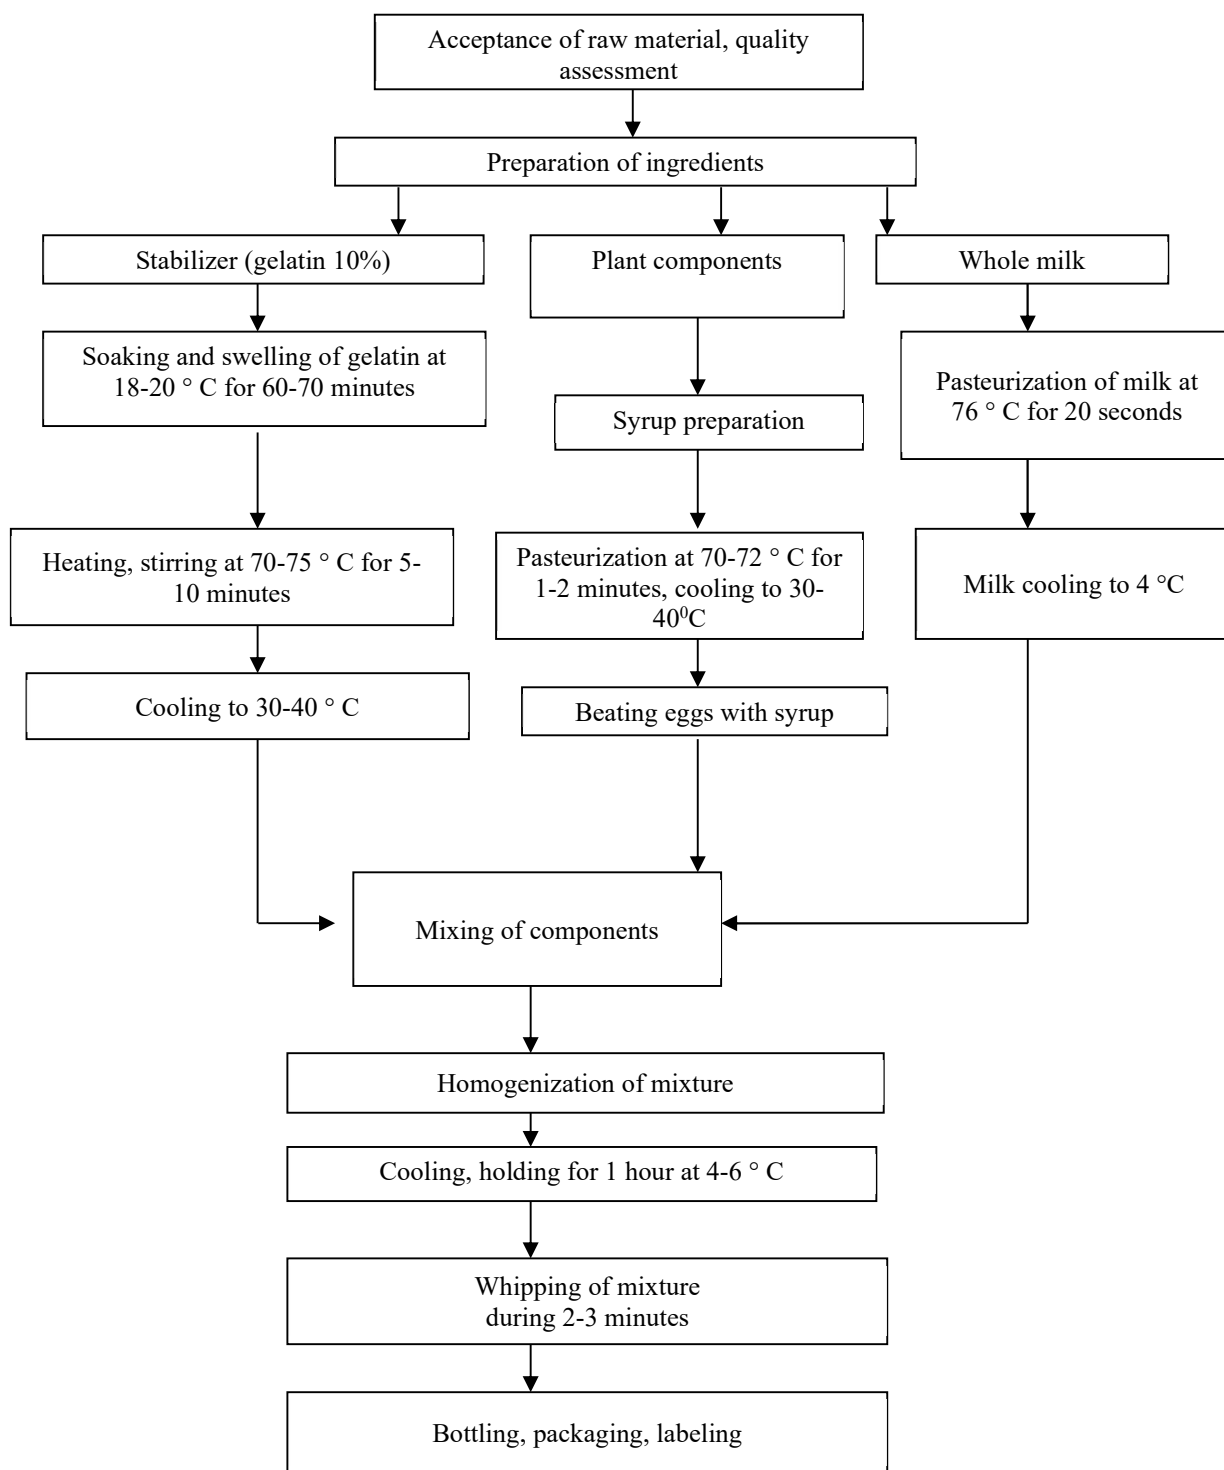 Acceptance of raw material, quality
assessment
Preparation of ingredients
Stabilizer (gelatin 10%)
Plant components
Whole milk
Soaking and swelling of gelatin at
18-20 ° C for 60-70 minutes
Syrup preparation
Pasteurization of milk at
76 ° C for 20 seconds
Heating, stirring at 70-75 ° C for 5-
10 minutes
Pasteurization at 70-72 ° C for
1-2 minutes, cooling to 30-
40⁰C
Milk cooling to 4 °C
Cooling to 30-40 ° C
Beating eggs with syrup
Mixing of components
Homogenization of mixture
Cooling, holding for 1 hour at 4-6 ° C
Whipping of mixture
during 2-3 minutes
Bottling, packaging, labeling